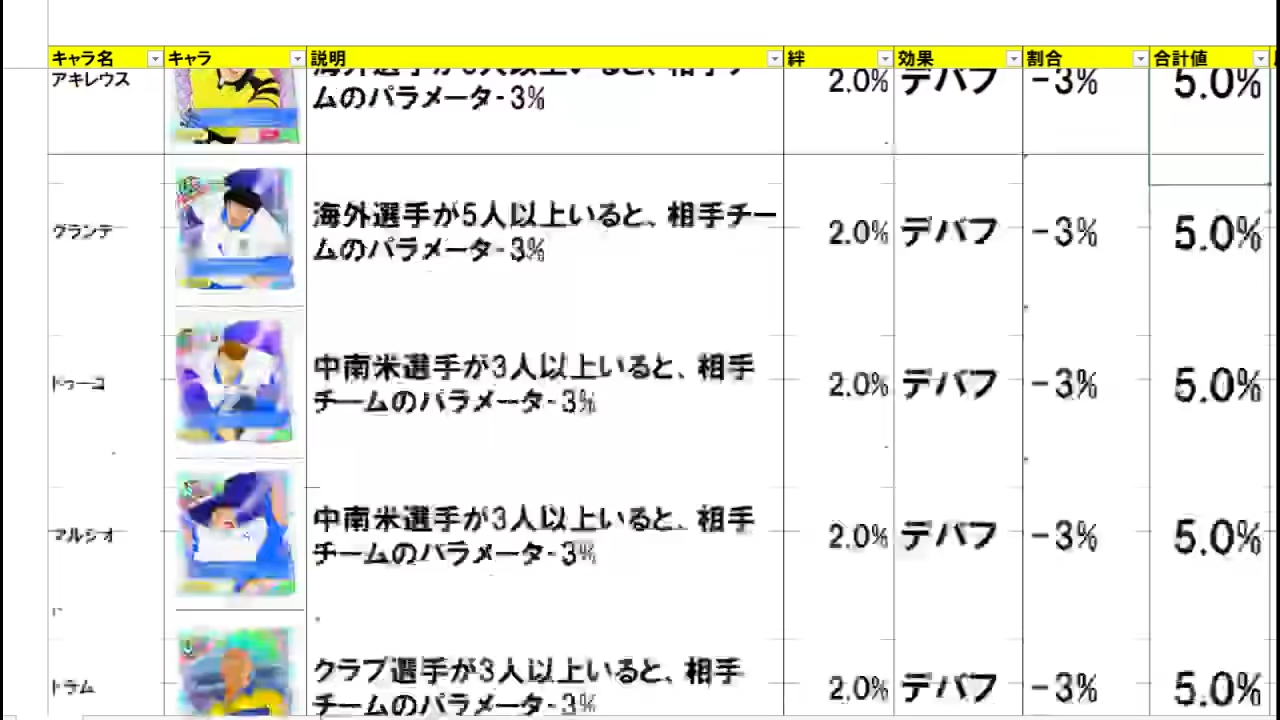 キャラ名 キャラ 説明 絆 効果 割合 合計値
アキレウス 2.0% デバフ -3% 5.0%
ムのパラメータ-3%
海外選手が5人以上いると、相手チー
グランデ 2.0% デバフ -3% 5.0%
ムのパラメータ-3%
中南米選手が3人以上いると、相手
ドゥーゴ 2.0% デバフ -3% 5.0%
チームのパラメータ-3%
中南米選手が3人以上いると、相手
マルシオ 2.0% デバフ -3% 5.0%
チームのパラメータ-3%
クラブ選手が3人以上いると、相手
トラム 2.0% デバフ -3% 5.0%
チームのパラメータ-3%